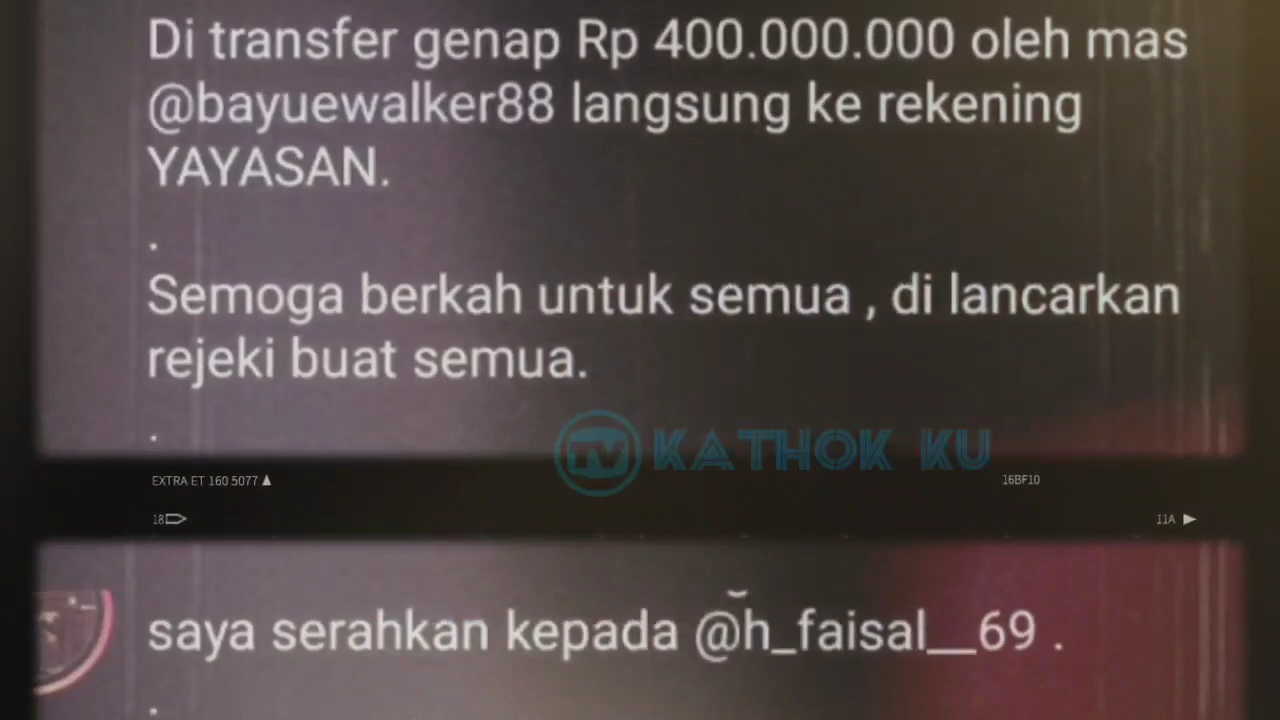 Di transfer genap Rp 400.000.000 oleh mas
@bayuewalker88 langsung ke rekening
YAYASAN.
.
Semoga berkah untuk semua , di lancarkan
rejeki buat semua.
.
TV KATHOK KU
EXTRA ET 160 5077
16BF10
18
11A
saya serahkan kepada @h_faisal__69 .
.